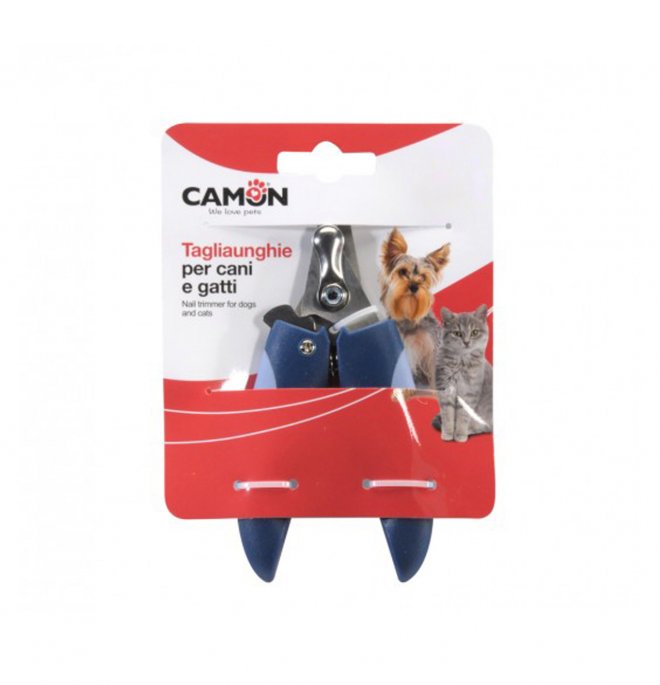 CAMON®
We love pets
Tagliaunghie
per cani
e gatti
Nail trimmer for dogs
and cats